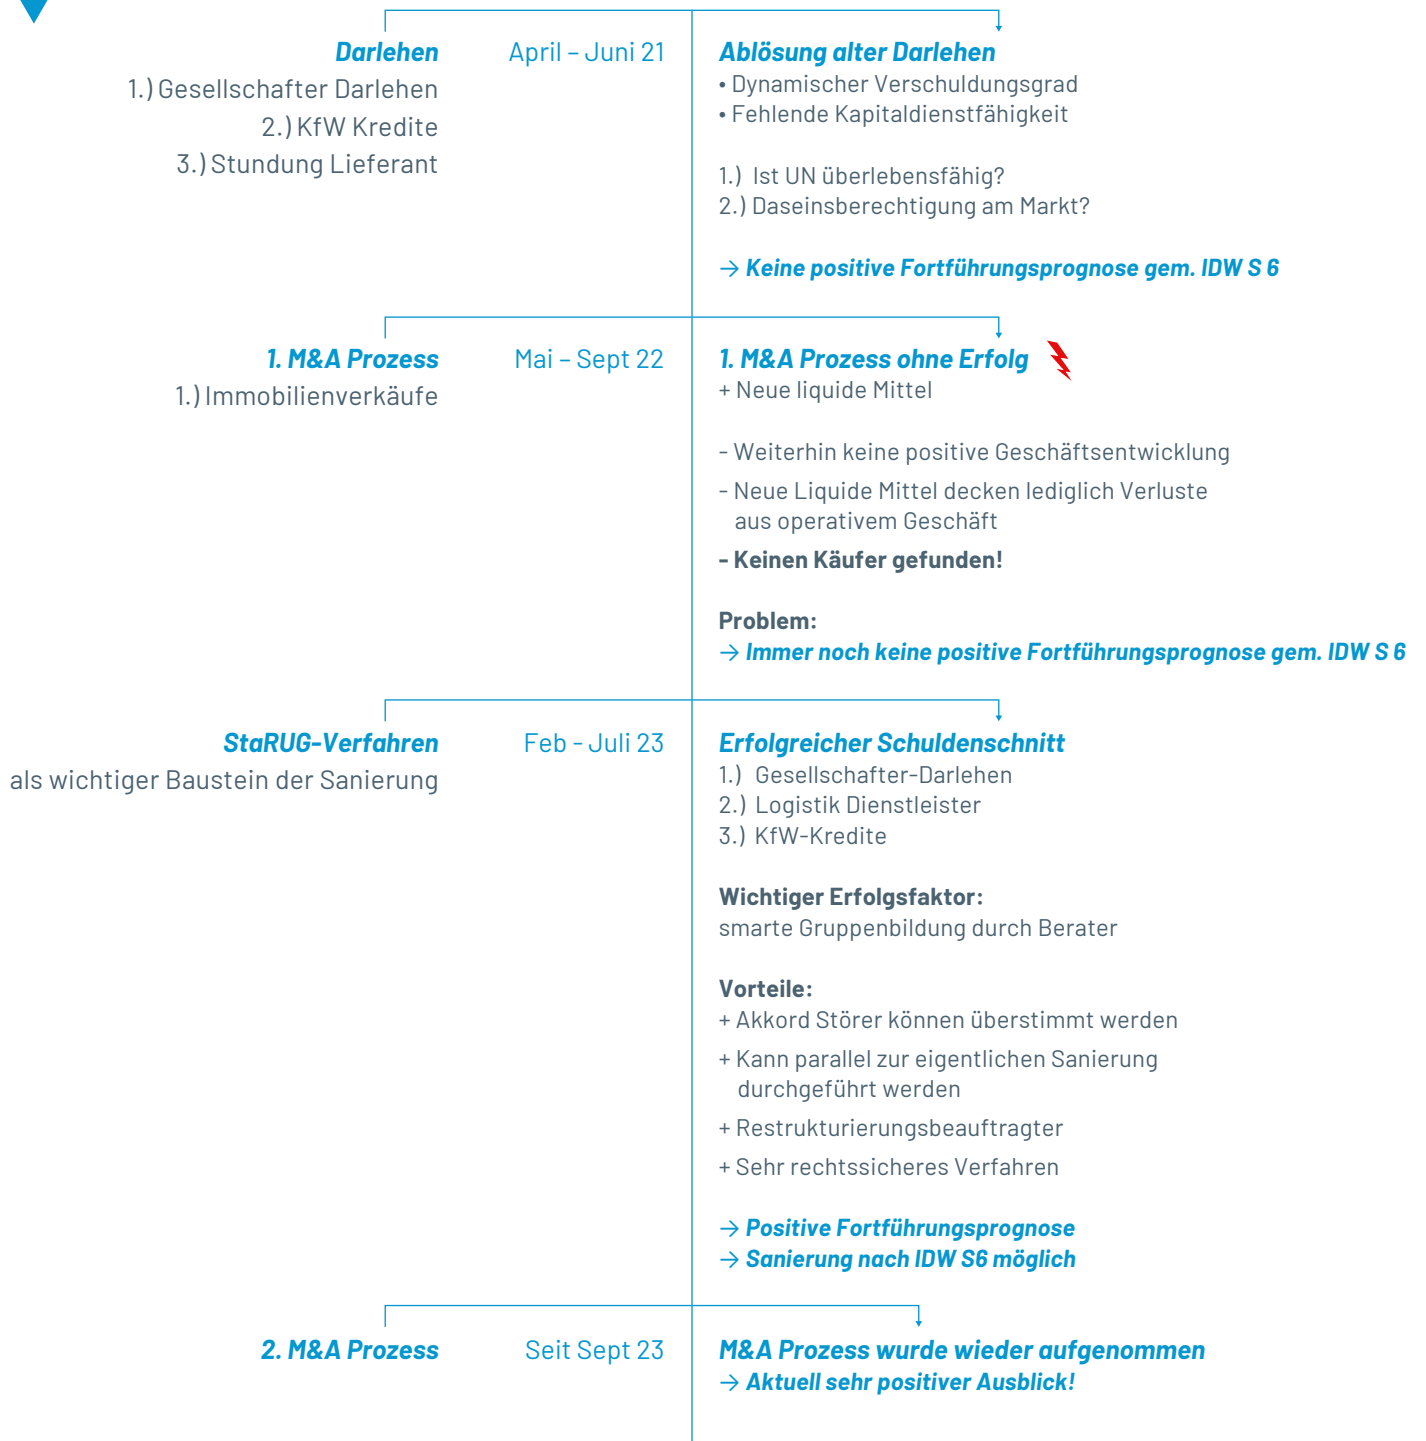 Darlehen
1.) Gesellschafter Darlehen
2.) KfW Kredite
3.) Stundung Lieferant
April – Juni 21
Ablösung alter Darlehen
• Dynamischer Verschuldungsgrad
• Fehlende Kapitaldienstfähigkeit
1.) Ist UN überlebensfähig?
2.) Daseinsberechtigung am Markt?
→ Keine positive Fortführungsprognose gem. IDW S 6
1. M&A Prozess
1.) Immobilienverkäufe
Mai – Sept 22
1. M&A Prozess ohne Erfolg
+ Neue liquide Mittel
- Weiterhin keine positive Geschäftsentwicklung
- Neue Liquide Mittel decken lediglich Verluste
aus operativem Geschäft
- Keinen Käufer gefunden!
Problem:
→ Immer noch keine positive Fortführungsprognose gem. IDW S 6
StaRUG-Verfahren
als wichtiger Baustein der Sanierung
Feb - Juli 23
Erfolgreicher Schuldenschnitt
1.) Gesellschafter-Darlehen
2.) Logistik Dienstleister
3.) KfW-Kredite
Wichtiger Erfolgsfaktor:
smarte Gruppenbildung durch Berater
Vorteile:
+ Akkord Störer können überstimmt werden
+ Kann parallel zur eigentlichen Sanierung
durchgeführt werden
+ Restrukturierungsbeauftragter
+ Sehr rechtssicheres Verfahren
→ Positive Fortführungsprognose
→ Sanierung nach IDW S6 möglich
2. M&A Prozess
Seit Sept 23
M&A Prozess wurde wieder aufgenommen
→ Aktuell sehr positiver Ausblick!